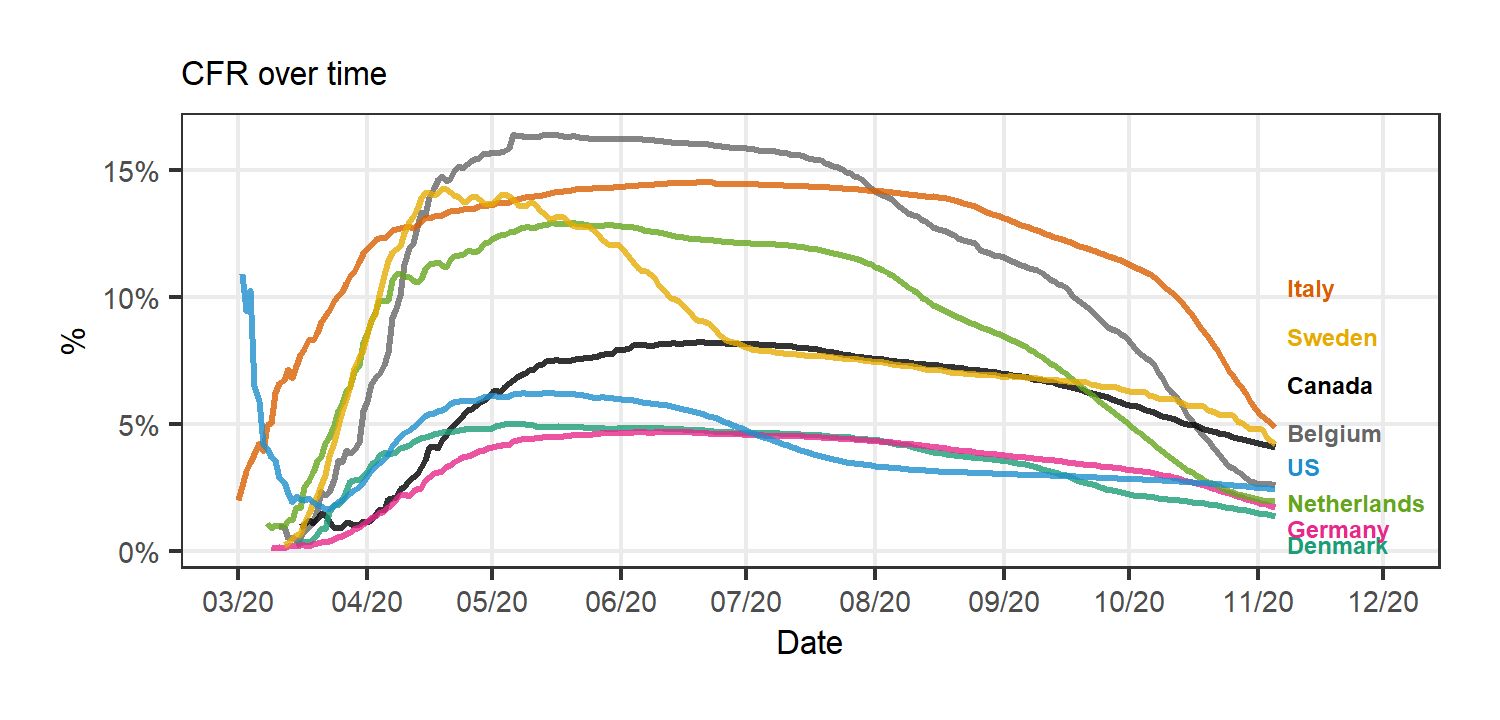 CFR over time
15%
10%
5%
0%
%
Italy
Sweden
Canada
Belgium
US
Netherlands
Germany
Denmark
03/20 04/20 05/20 06/20 07/20 08/20 09/20 10/20 11/20 12/20
Date